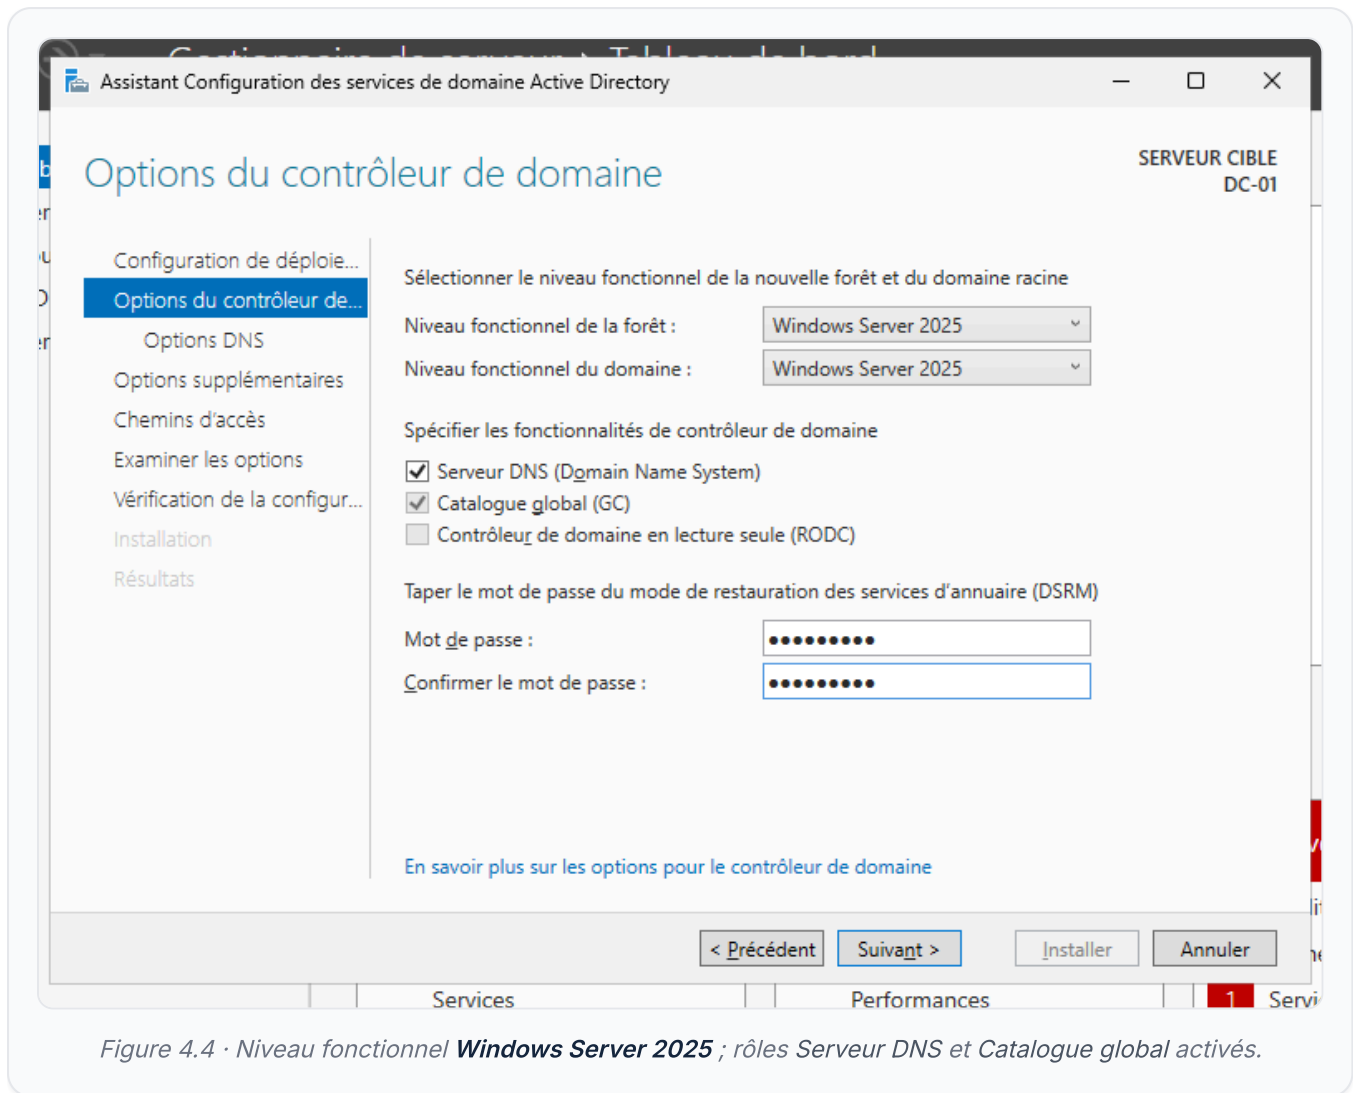 Gestionnaire de serveur Tableau de bord
Assistant Configuration des services de domaine Active Directory
Options du contrôleur de domaine
SERVEUR CIBLE
DC-01
Configuration de déploie...
Options du contrôleur de...
Options DNS
Options supplémentaires
Chemins d'accès
Examiner les options
Vérification de la configur...
Installation
Résultats
Sélectionner le niveau fonctionnel de la nouvelle forêt et du domaine racine
Niveau fonctionnel de la forêt : Windows Server 2025
Niveau fonctionnel du domaine : Windows Server 2025
Spécifier les fonctionnalités de contrôleur de domaine
Serveur DNS (Domain Name System)
Catalogue global (GC)
Contrôleur de domaine en lecture seule (RODC)
Taper le mot de passe du mode de restauration des services d'annuaire (DSRM)
Mot de passe : •••••••••
Confirmer le mot de passe : •••••••••
En savoir plus sur les options pour le contrôleur de domaine
< Précédent Suivant > Installer Annuler
Services Performances 1 Servi
Figure 4.4 · Niveau fonctionnel Windows Server 2025 ; rôles Serveur DNS et Catalogue global activés.